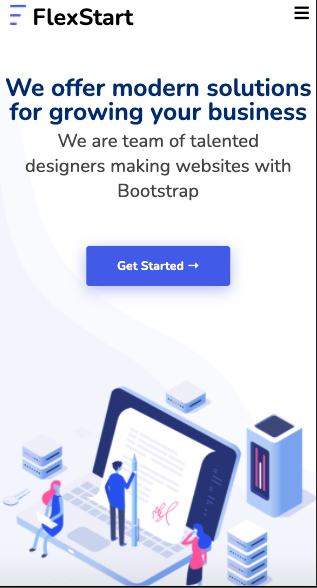 FlexStart
We offer modern solutions
for growing your business
We are team of talented
designers making websites with
Bootstrap
Get Started →